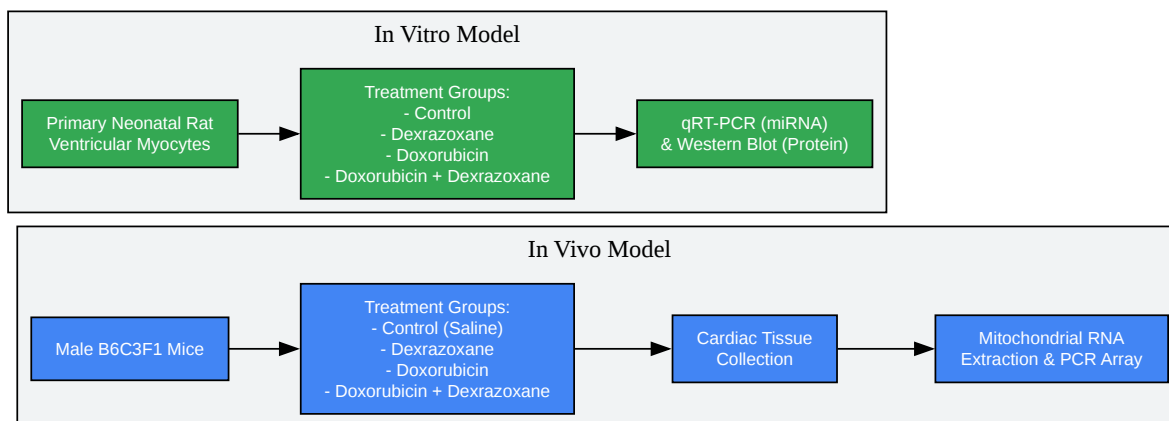 In Vitro Model
Primary Neonatal Rat
Ventricular Myocytes
Treatment Groups:
- Control
- Dexrazoxane
- Doxorubicin
- Doxorubicin + Dexrazoxane
qRT-PCR (miRNA)
& Western Blot (Protein)
In Vivo Model
Male B6C3F1 Mice
Treatment Groups:
- Control (Saline)
- Dexrazoxane
- Doxorubicin
- Doxorubicin + Dexrazoxane
Cardiac Tissue
Collection
Mitochondrial RNA
Extraction & PCR Array